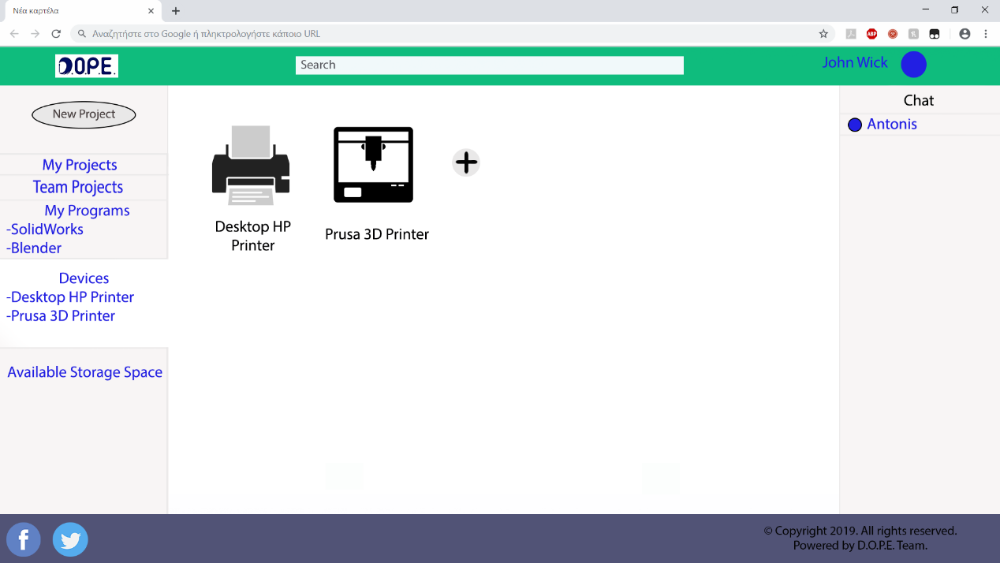 Νέα καρτέλα
Αναζητήστε στο Google ή πληκτρολογήστε κάποιο URL
ABP
D.O.P.E.
Search
John Wick
New Project
My Projects
Team Projects
My Programs
-SolidWorks
-Blender
Devices
-Desktop HP Printer
-Prusa 3D Printer
Available Storage Space
Desktop HP
Printer
Prusa 3D Printer
Chat
Antonis
© Copyright 2019. All rights reserved.
Powered by D.O.P.E. Team.